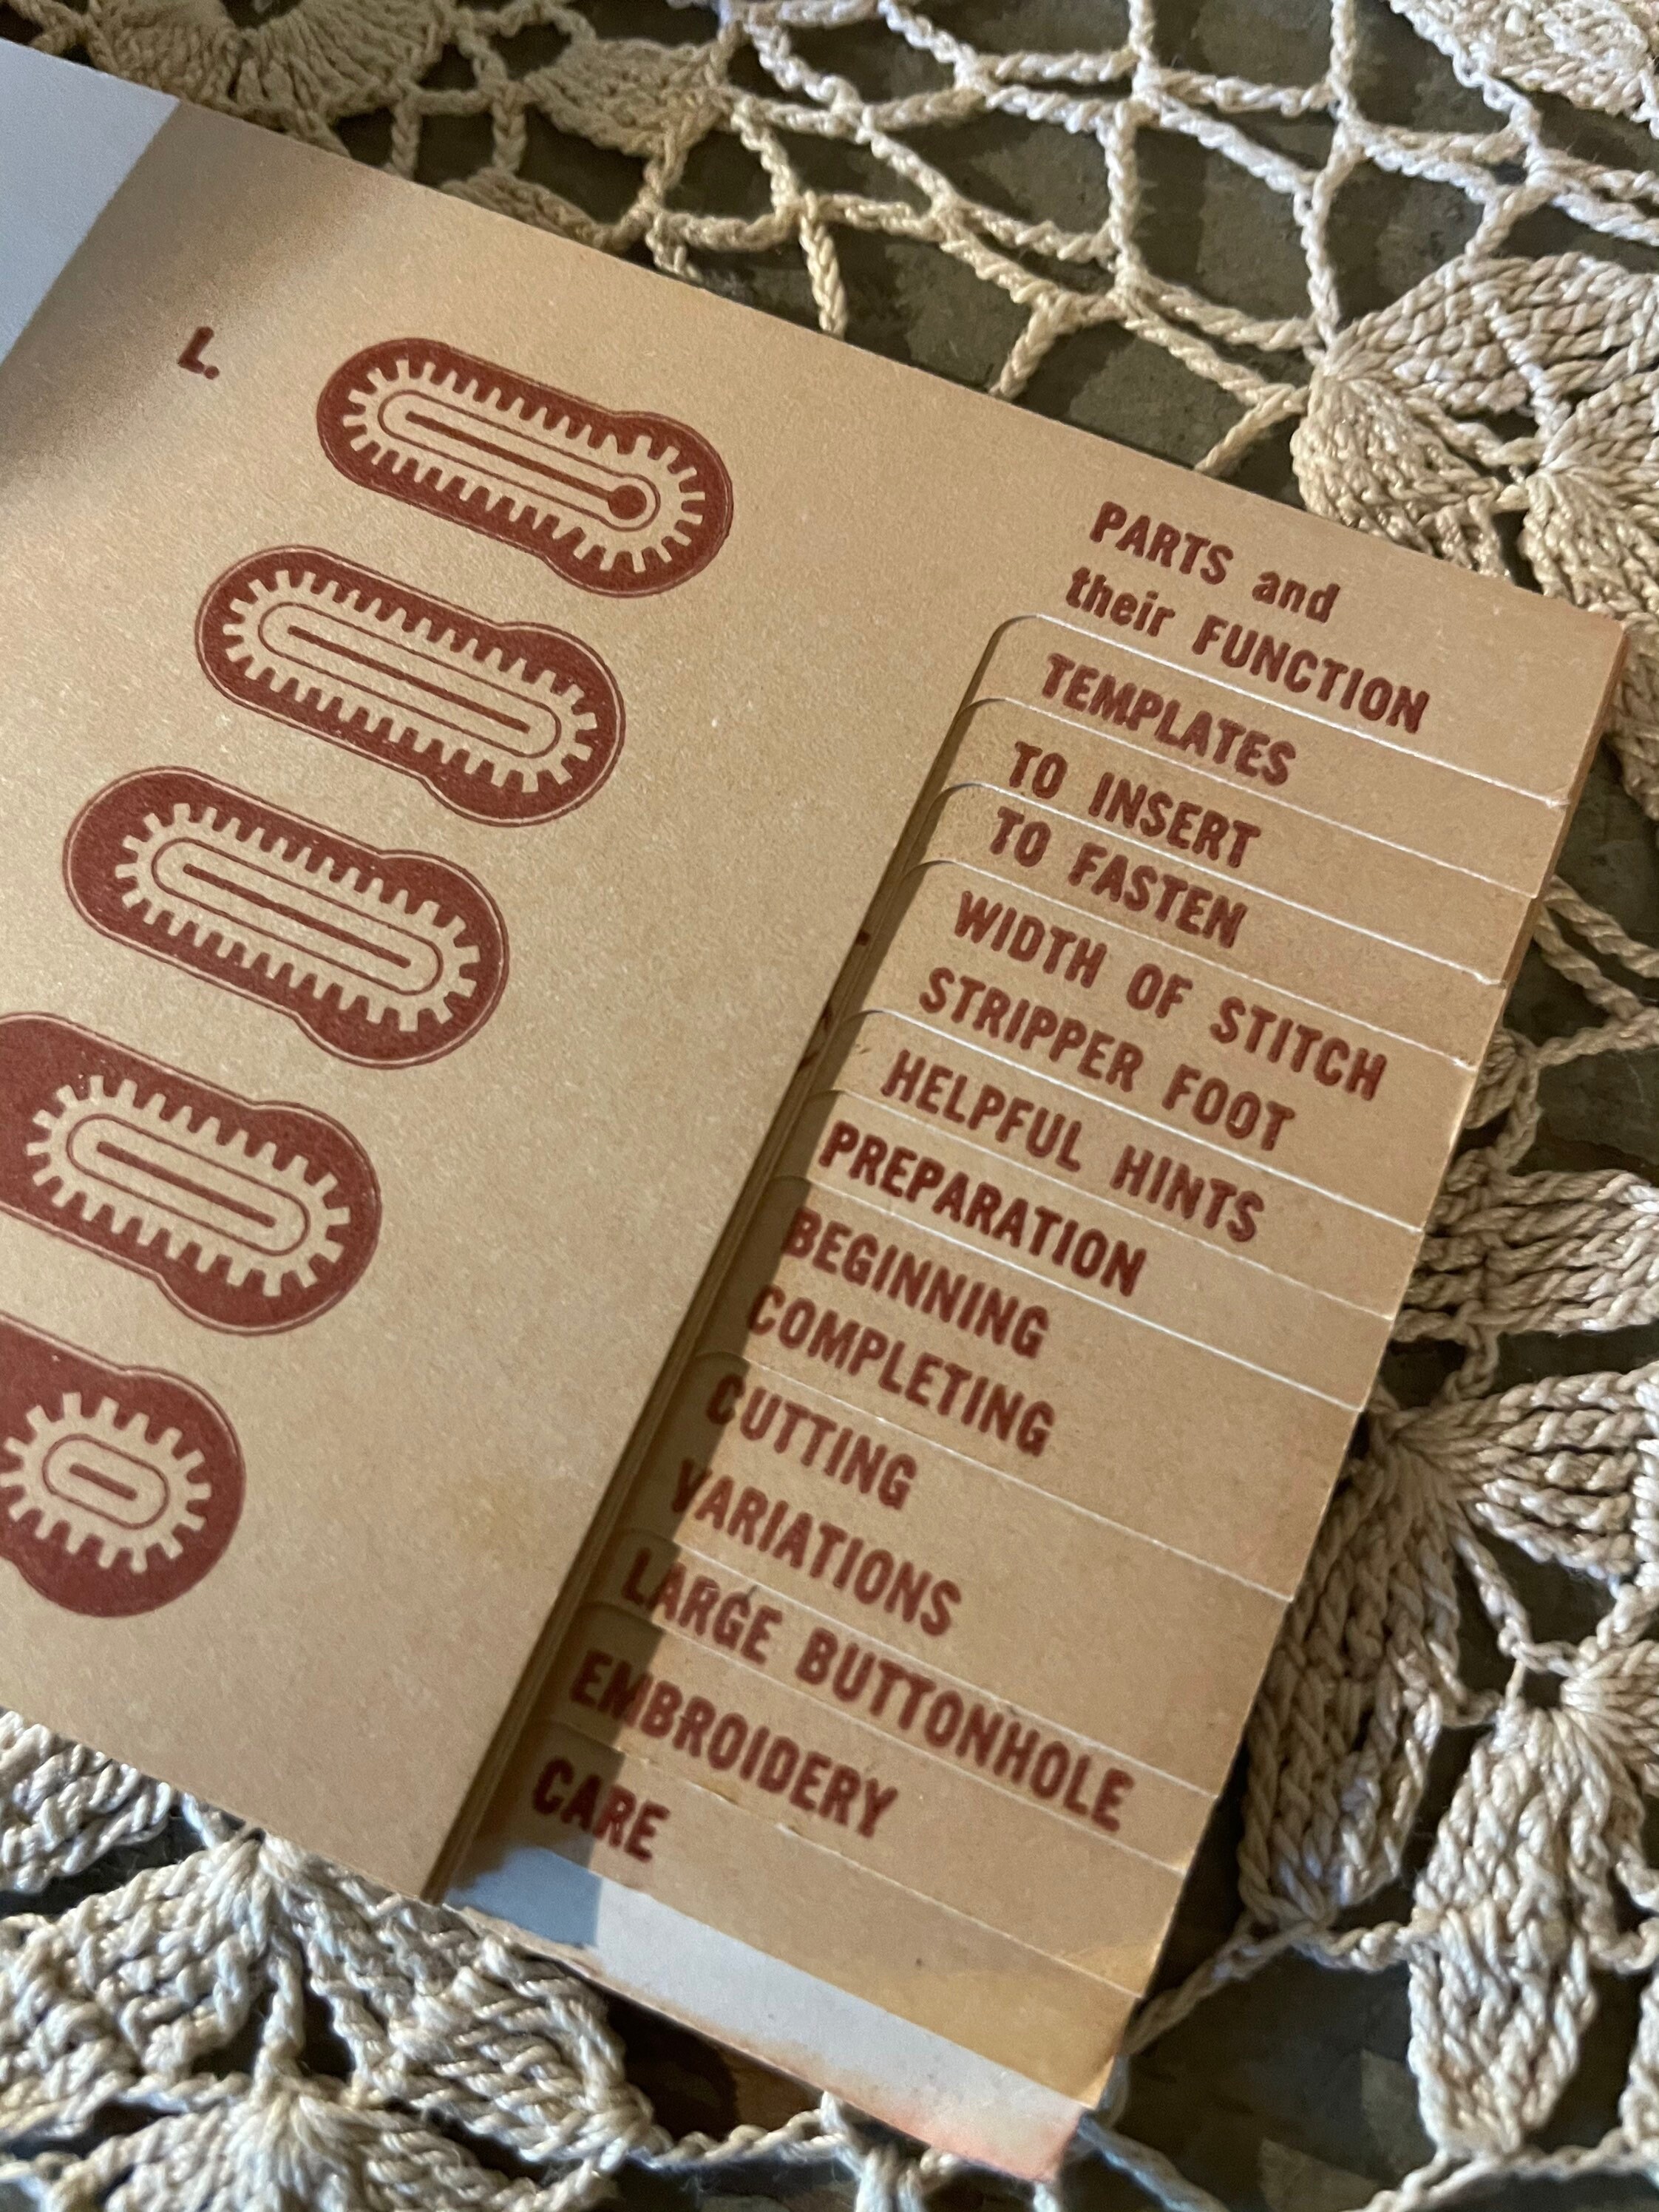 L.
PARTS and
their FUNCTION
TEMPLATES
TO INSERT
TO FASTEN
WIDTH OF STITCH
STRIPPER FOOT
HELPFUL HINTS
PREPARATION
BEGINNING
COMPLETING
CUTTING
VARIATIONS
LARGE BUTTONHOLE
EMBROIDERY
CARE